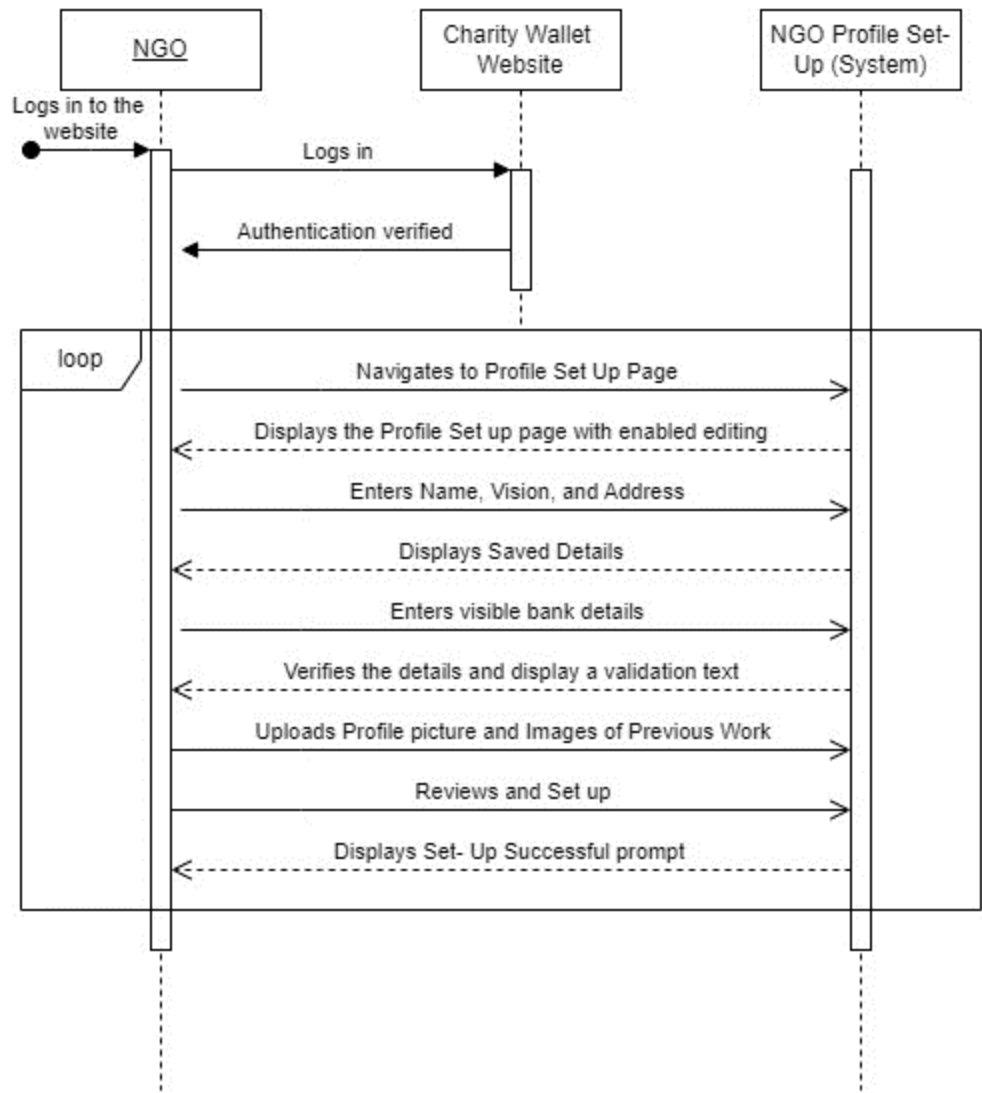 NGO
Charity Wallet
Website
NGO Profile Set-
Up (System)
Logs in to the
website
Logs in
Authentication verified
loop
Navigates to Profile Set Up Page
Displays the Profile Set up page with enabled editing
Enters Name, Vision, and Address
Displays Saved Details
Enters visible bank details
Verifies the details and display a validation text
Uploads Profile picture and Images of Previous Work
Reviews and Set up
Displays Set- Up Successful prompt